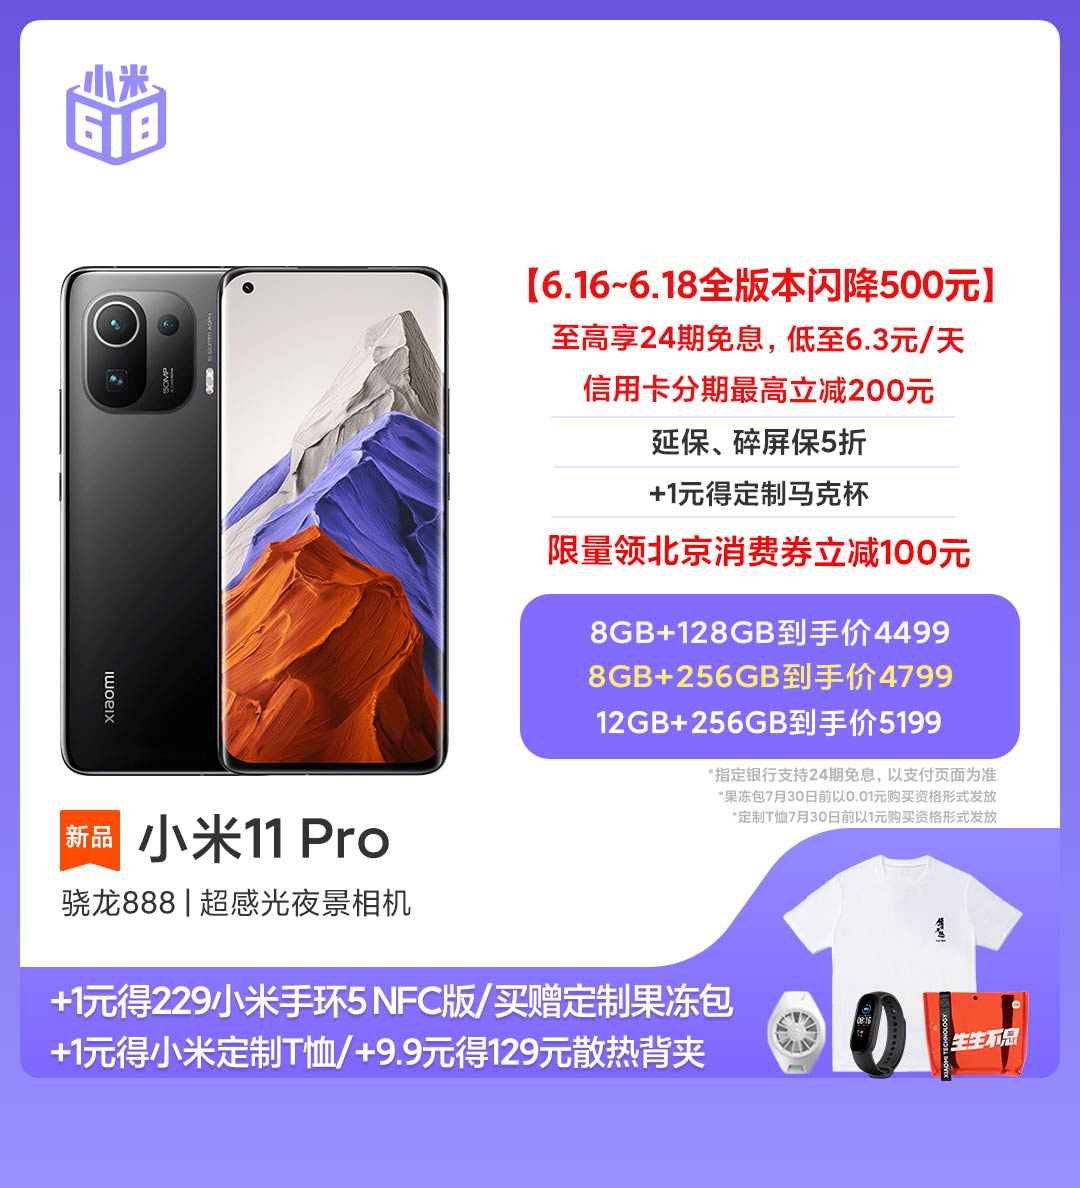 小米
618
【6.16~6.18全版本闪降500元】
至高享24期免息，低至6.3元/天
信用卡分期最高立减200元
延保、碎屏保5折
+1元得定制马克杯
限量领北京消费券立减100元
8GB+128GB到手价4499
8GB+256GB到手价4799
12GB+256GB到手价5199
*指定银行支持24期免息，以支付页面为准
*果冻包7月30日前以0.01元购买资格形式发放
*定制T恤7月30日前以1元购买资格形式发放
50MP
xiaomi
新品
小米11 Pro
骁龙888 | 超感光夜景相机
+1元得229小米手环5 NFC版/买赠定制果冻包
+1元得小米定制T恤/+9.9元得129元散热背夹
08:16
XIAOMI TECHNOLOGY
生生不息